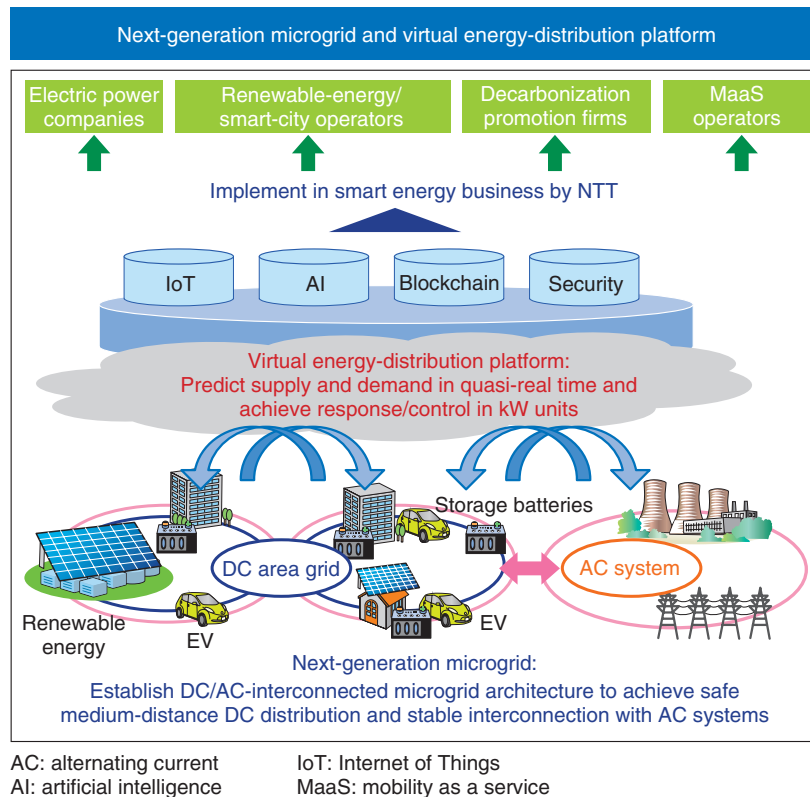 Next-generation microgrid and virtual energy-distribution platform
Electric power
companies
Renewable-energy/
smart-city operators
Decarbonization
promotion firms
MaaS
operators
Implement in smart energy business by NTT
IoT
AI
Blockchain
Security
Virtual energy-distribution platform:
Predict supply and demand in quasi-real time and
achieve response/control in kW units
Storage batteries
DC area grid
AC system
Renewable
energy
EV
EV
Next-generation microgrid:
Establish DC/AC-interconnected microgrid architecture to achieve safe
medium-distance DC distribution and stable interconnection with AC systems
AC: alternating current
AI: artificial intelligence
IoT: Internet of Things
MaaS: mobility as a service